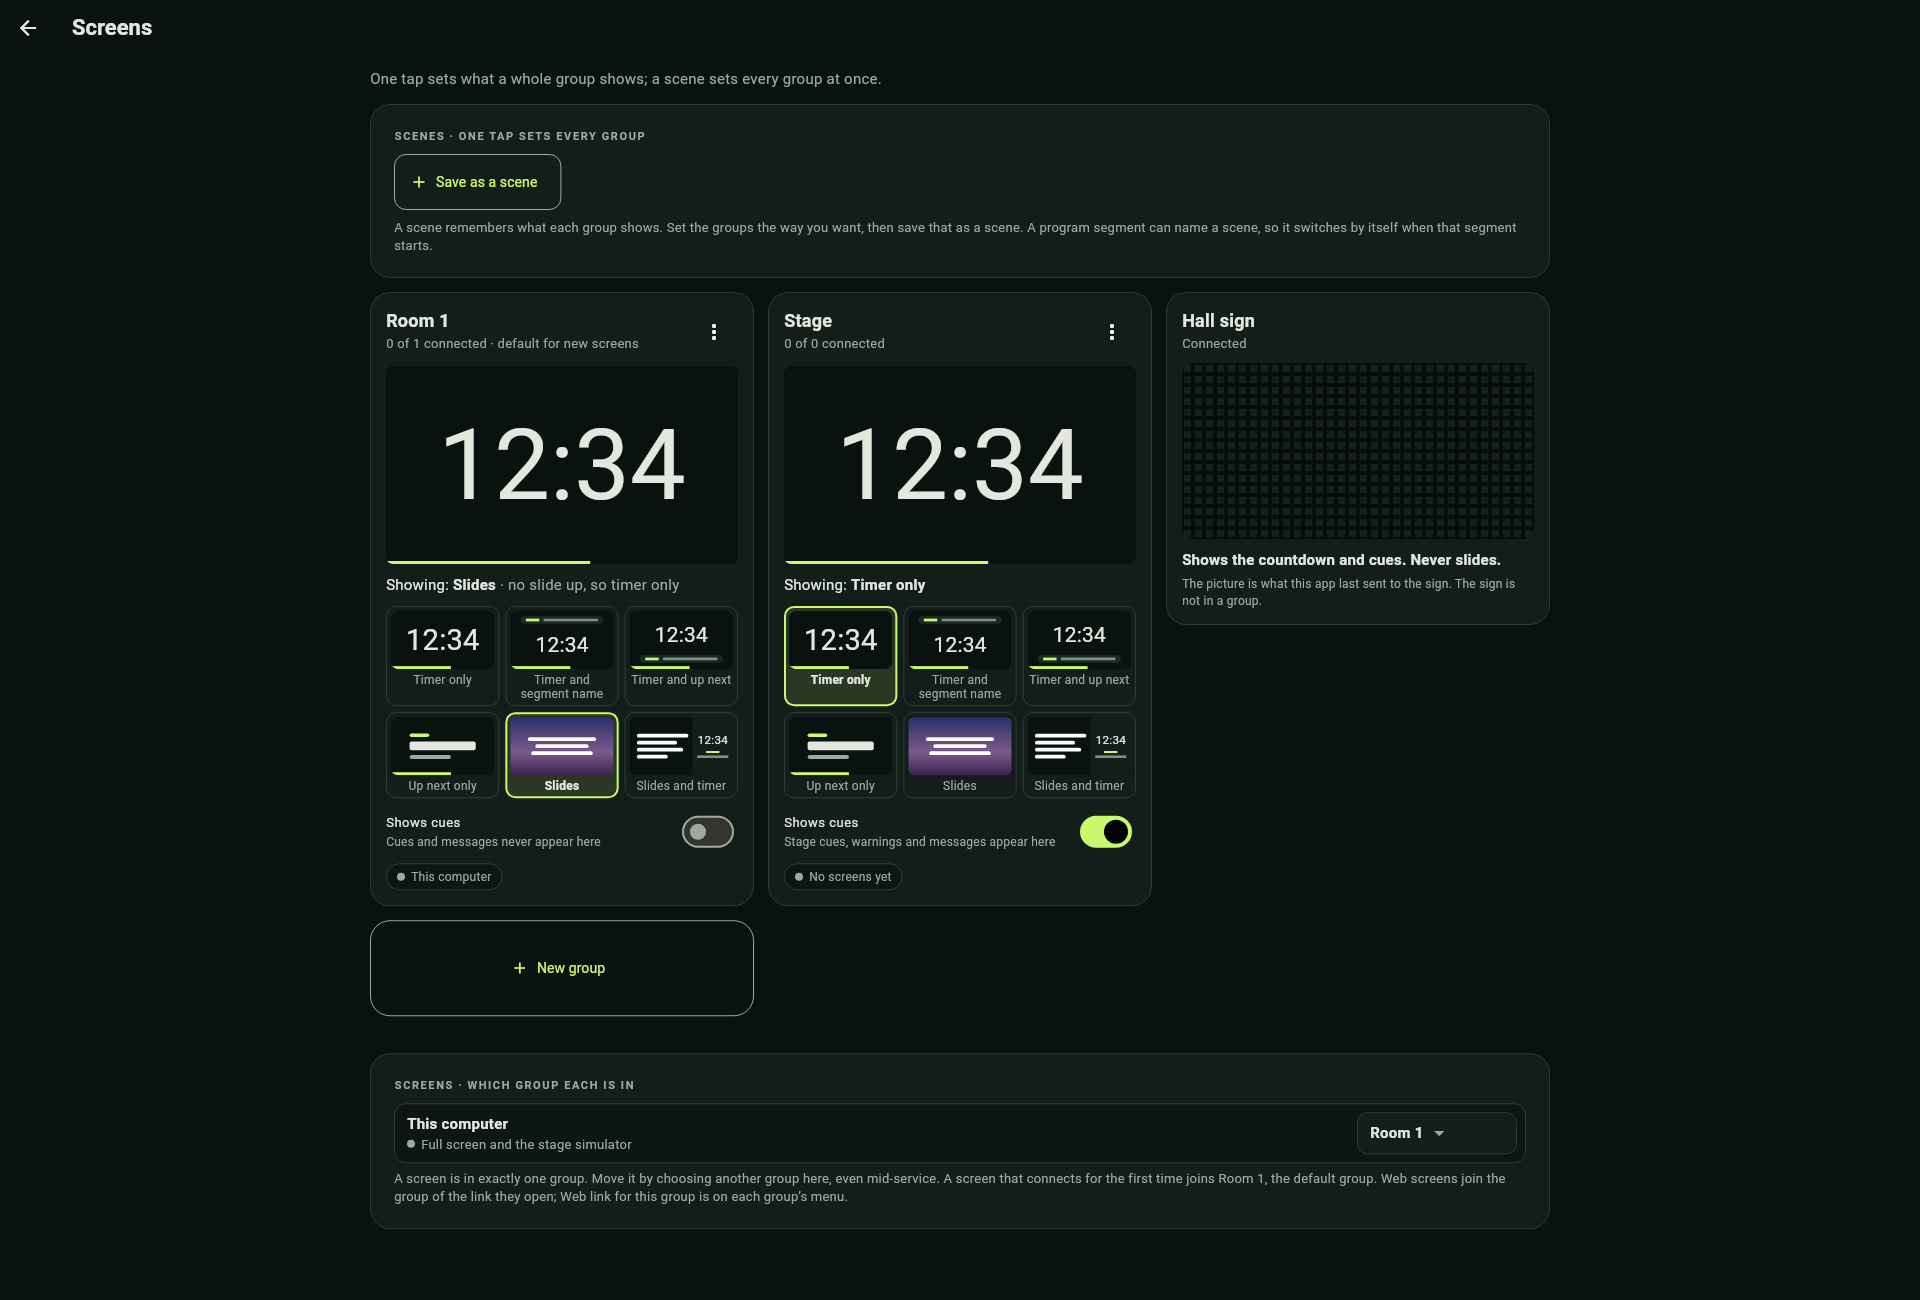 Screens
One tap sets what a whole group shows; a scene sets every group at once.
SCENES · ONE TAP SETS EVERY GROUP
+ Save as a scene
A scene remembers what each group shows. Set the groups the way you want, then save that as a scene. A program segment can name a scene, so it switches by itself when that segment
starts.
Room 1
0 of 1 connected · default for new screens
12:34
Showing: Slides · no slide up, so timer only
12:34
Timer only
12:34
Timer and
segment name
12:34
Timer and up next
Up next only
Slides
12:34
Slides and timer
Shows cues
Cues and messages never appear here
This computer
Stage
0 of 0 connected
12:34
Showing: Timer only
12:34
Timer only
12:34
Timer and
segment name
12:34
Timer and up next
Up next only
Slides
12:34
Slides and timer
Shows cues
Stage cues, warnings and messages appear here
No screens yet
Hall sign
Connected
Shows the countdown and cues. Never slides.
The picture is what this app last sent to the sign. The sign is
not in a group.
+ New group
SCREENS · WHICH GROUP EACH IS IN
This computer
Full screen and the stage simulator
Room 1
A screen is in exactly one group. Move it by choosing another group here, even mid-service. A screen that connects for the first time joins Room 1, the default group. Web screens join the
group of the link they open; Web link for this group is on each group's menu.